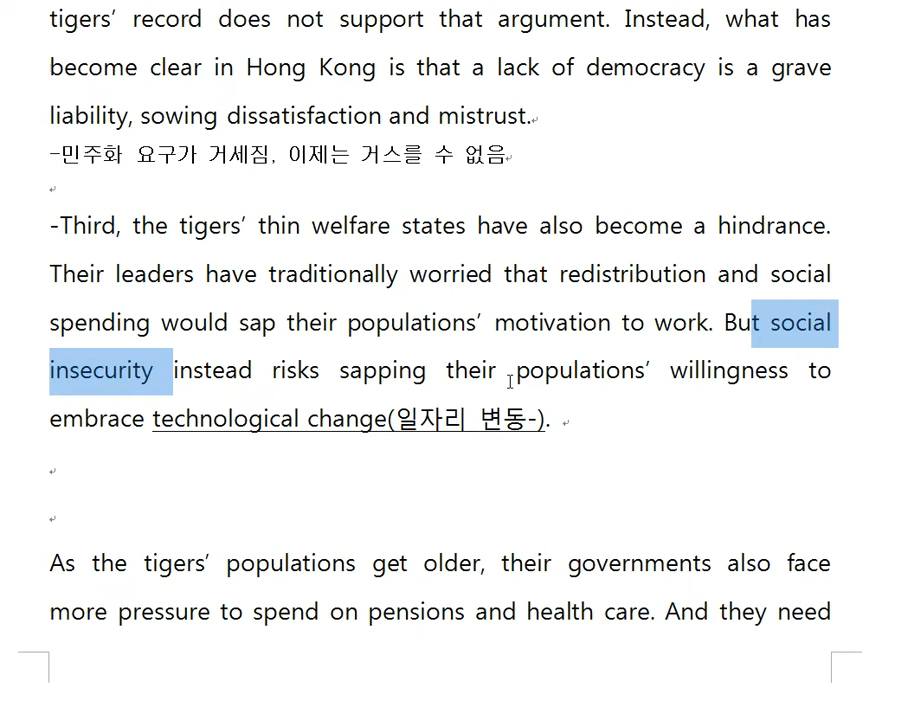 tigers’ record does not support that argument. Instead, what has
become clear in Hong Kong is that a lack of democracy is a grave
liability, sowing dissatisfaction and mistrust.
-민주화 요구가 거세짐, 이제는 거스를 수 없음
-Third, the tigers’ thin welfare states have also become a hindrance.
Their leaders have traditionally worried that redistribution and social
spending would sap their populations’ motivation to work. But social
insecurity instead risks sapping their populations’ willingness to
embrace technological change(일자리 변동-).
As the tigers’ populations get older, their governments also face
more pressure to spend on pensions and health care. And they need